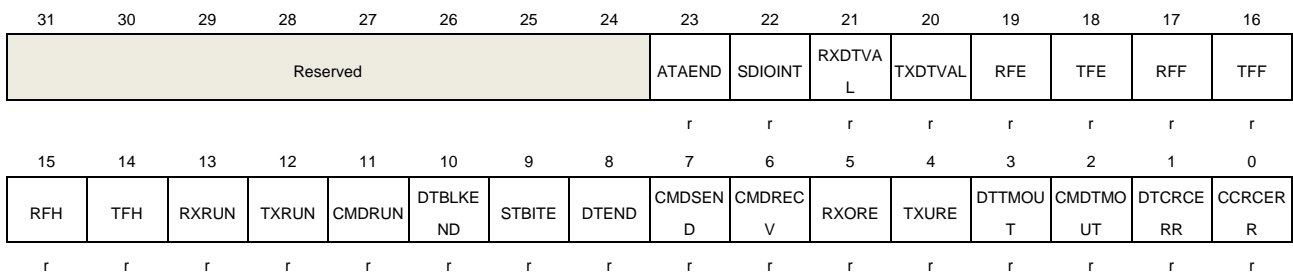 31 30 29 28 27 26 25 24 23 22 21 20 19 18 17 16
Reserved ATAEND SDIOINT RXDTVA
L TXDTVAL RFE TFE RFF TFF
r r r r r r r r
15 14 13 12 11 10 9 8 7 6 5 4 3 2 1 0
RFH TFH RXRUN TXRUN CMDRUN DTBLKE
ND STBITE DTEND CMDSEN
D CMDREC
V RXORE TXURE DTTMOU
T CMDTMO
UT DTCRCE
RR CCRCER
R
r r r r r r r r r r r r r r r r